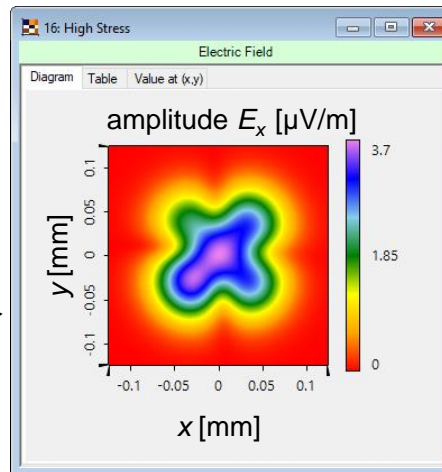 16: High Stress
Electric Field
Diagram Table Value at (x,y)
amplitude Ex [µV/m]
y [mm]
0.1
0.05
0
-0.05
-0.1
-0.1 -0.05 0 0.05 0.1
x [mm]
3.7
1.85
0